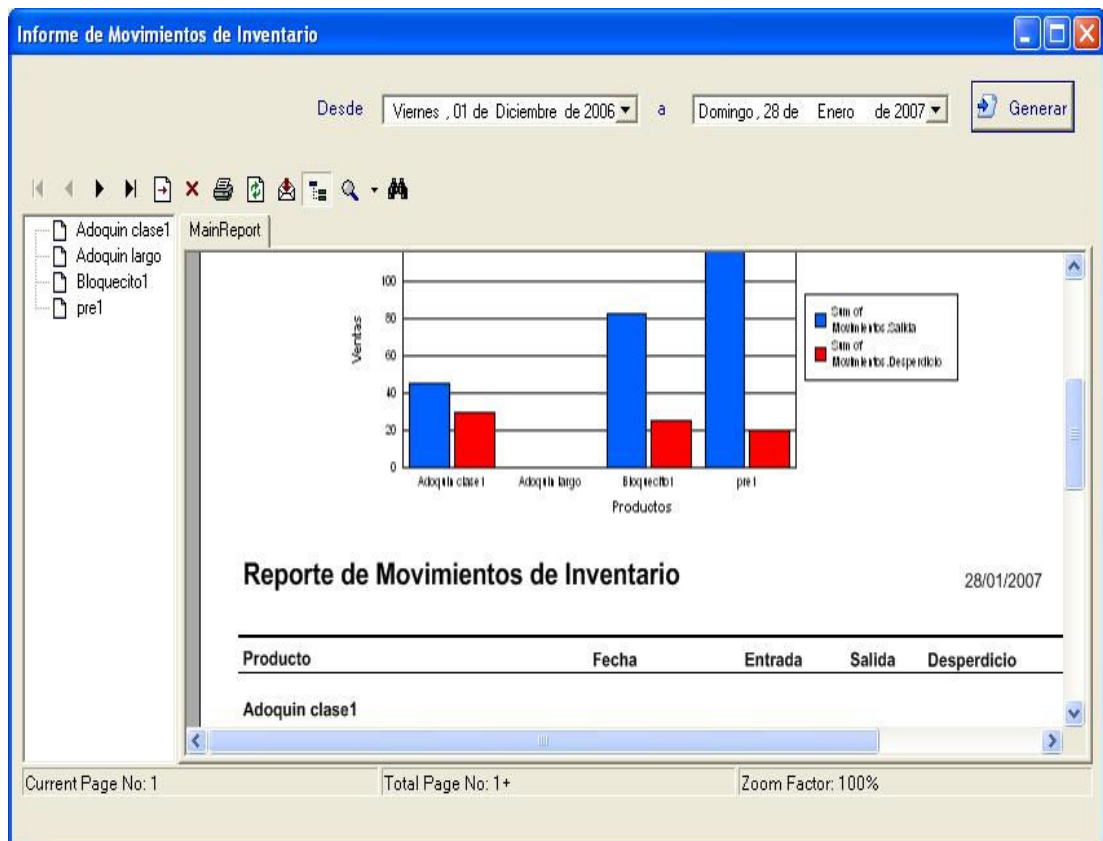 Informe de Movimientos de Inventario
Desde Viernes , 01 de Diciembre de 2006 a Domingo , 28 de Enero de 2007 Generar
Adoquin clase1
Adoquin largo
Bloquecito1
pre1
MainReport
100
80
60
40
20
0
Ventas
Adoquin clase1 Adoquin largo Bloquecito1 pre1
Productos
Sum of
Movimientos.Salida
Sum of
Movimientos.Desperdicio
Reporte de Movimientos de Inventario 28/01/2007
Producto Fecha Entrada Salida Desperdicio
Adoquin clase1
Current Page No: 1 Total Page No: 1+ Zoom Factor: 100%